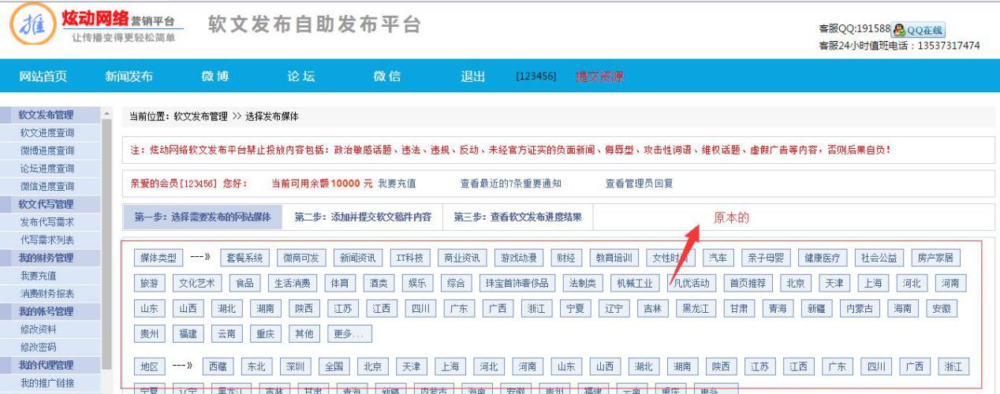 推 炫动网络营销平台
让传播变得更轻松简单
软文发布自助发布平台
客服QQ:191588 QQ在线
客服24小时值班电话：13537317474
网站首页 新闻发布 微 博 论 坛 微 信 退出 [123456] 提交资源
软文发布管理
软文进度查询
微博进度查询
论坛进度查询
微信进度查询
软文代写管理
发布代写需求
代写需求列表
我的财务管理
我要充值
消费财务报表
我的帐号管理
修改资料
修改密码
我的代理管理
我的推广链接
当前位置：软文发布管理 >> 选择发布媒体
注：炫动网络软文发布平台禁止投放内容包括：政治敏感话题、违法、违规、反动、未经官方证实的负面新闻、侮辱型、攻击性词语、维权话题、虚假广告等内容，否则后果自负！
亲爱的会员[123456] 您好： 当前可用余额10000 元 我要充值 查看最近的7条重要通知 查看管理员回复
第一步：选择需要发布的网站媒体 第二步：添加并提交软文稿件内容 第三步：查看软文发布进度结果
原本的
媒体类型 ---》 套餐系统 微商可发 新闻资讯 IT科技 商业资讯 游戏动漫 财经 教育培训 女性时 汽车 亲子母婴 健康医疗 社会公益 房产家居
旅游 文化艺术 食品 生活消费 体育 酒类 娱乐 综合 珠宝首饰奢侈品 法制类 机械工业 凡优活动 首页推荐 北京 天津 上海 河北 河南
山东 山西 湖北 湖南 陕西 江苏 江西 四川 广东 广西 浙江 宁夏 辽宁 吉林 黑龙江 甘肃 青海 新疆 内蒙古 海南 安徽
贵州 福建 云南 重庆 其他 更多...
地区 ---》 西藏 东北 深圳 全国 北京 天津 上海 河北 河南 山东 山西 湖北 湖南 陕西 江苏 江西 广东 四川 广西 浙江
宁夏 辽宁 黑龙江 吉林 甘肃 青海 新疆 内蒙古 海南 安徽 贵州 福建 云南 重庆 更多...